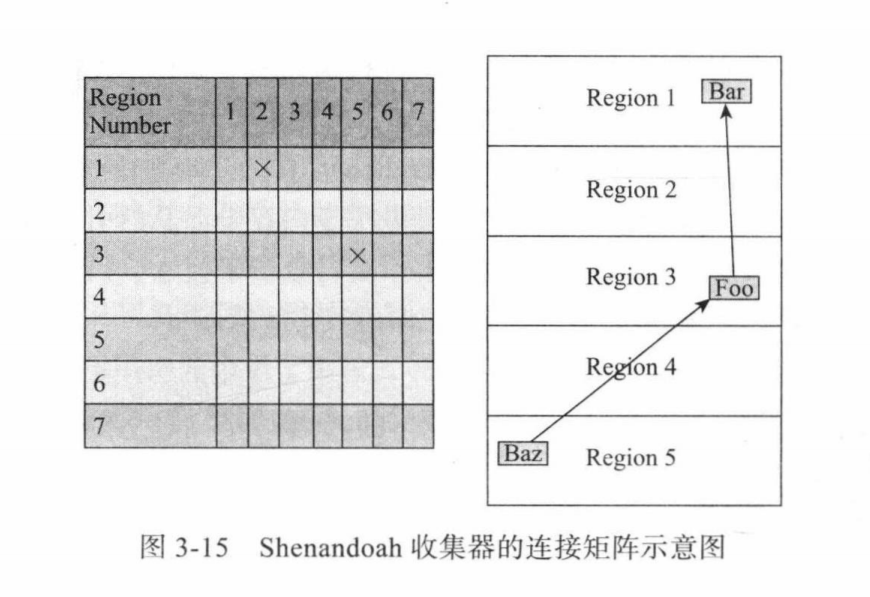 Region
Number 1 2 3 4 5 6 7
1 ×
2
3 ×
4
5
6
7
Region 1 Bar
Region 2
Region 3 Foo
Region 4
Baz Region 5
图 3-15 Shenandoah 收集器的连接矩阵示意图